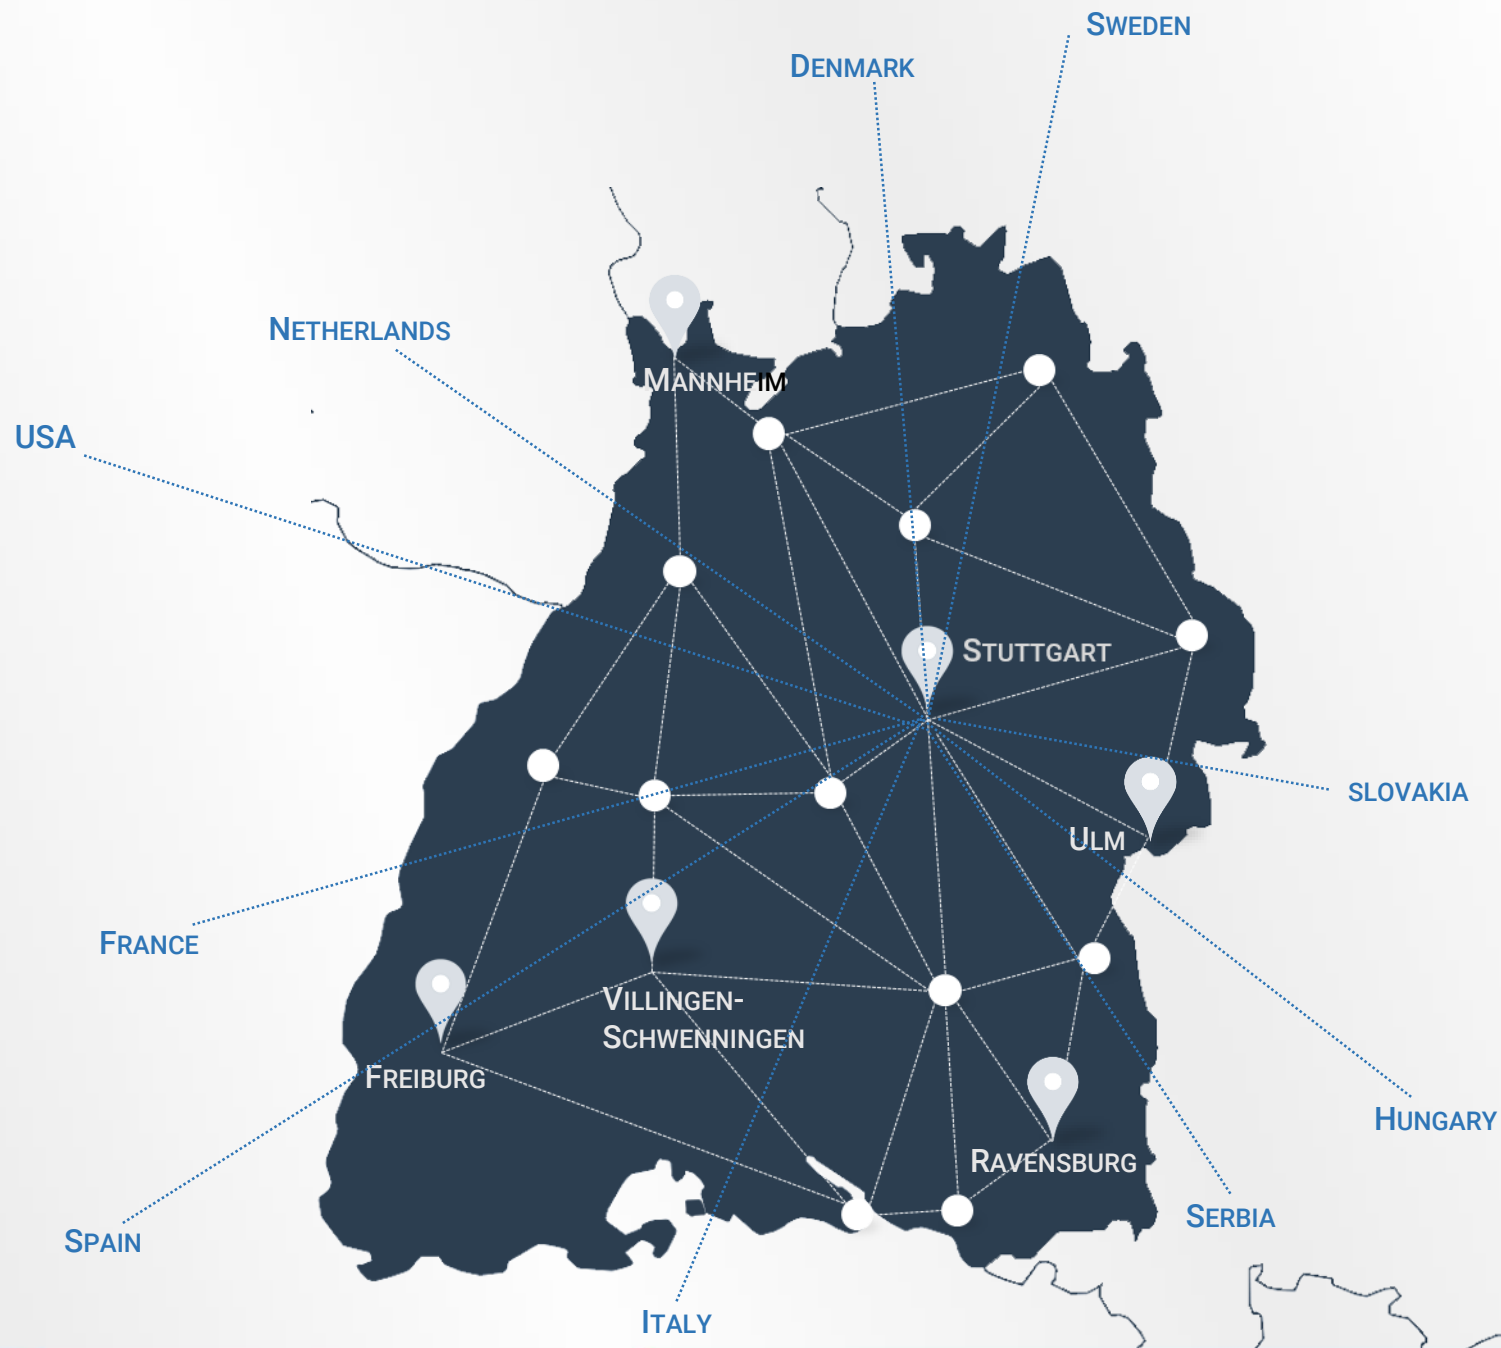 SWEDEN
DENMARK
NETHERLANDS
MANNHEIM
USA
STUTTGART
SLOVAKIA
ULM
FRANCE
VILLINGEN-
SCHWENNINGEN
FREIBURG
HUNGARY
RAVENSBURG
SERBIA
SPAIN
ITALY